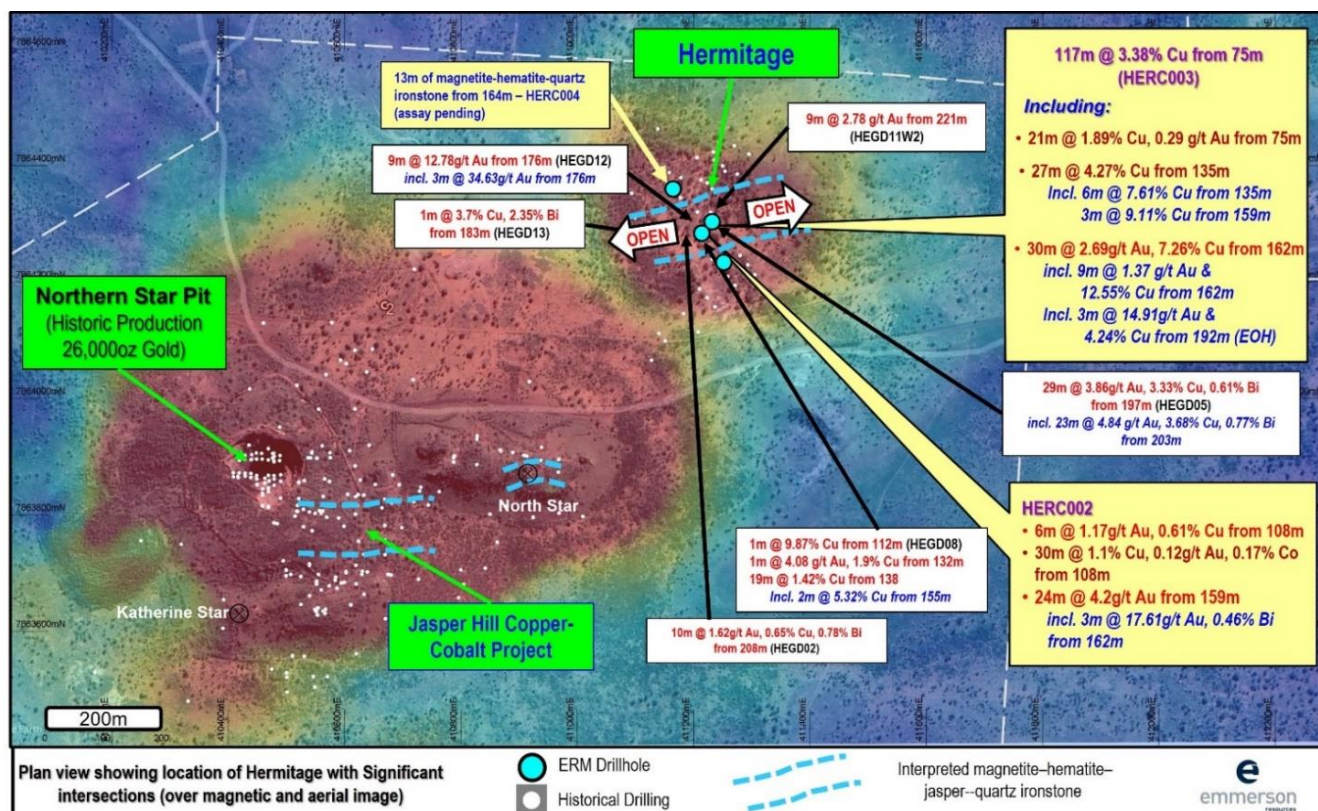 Hermitage
13m of magnetite-hematite-quartz
ironstone from 164m – HERC004
(assay pending)
9m @ 2.78 g/t Au from 221m
(HEGD11W2)
9m @ 12.78g/t Au from 176m (HEGD12)
incl. 3m @ 34.63g/t Au from 176m
1m @ 3.7% Cu, 2.35% Bi
from 183m (HEGD13)
OPEN
OPEN
117m @ 3.38% Cu from 75m
(HERC003)
Including:
• 21m @ 1.89% Cu, 0.29 g/t Au from 75m
• 27m @ 4.27% Cu from 135m
Incl. 6m @ 7.61% Cu from 135m
3m @ 9.11% Cu from 159m
• 30m @ 2.69g/t Au, 7.26% Cu from 162m
incl. 9m @ 1.37 g/t Au &
12.55% Cu from 162m
Incl. 3m @ 14.91g/t Au &
4.24% Cu from 192m (EOH)
Northern Star Pit
(Historic Production
26,000oz Gold)
29m @ 3.86g/t Au, 3.33% Cu, 0.61% Bi
from 197m (HEGD05)
incl. 23m @ 4.84 g/t Au, 3.68% Cu, 0.77% Bi
from 203m
North Star
Katherine Star
Jasper Hill Copper-
Cobalt Project
1m @ 9.87% Cu from 112m (HEGD08)
1m @ 4.08 g/t Au, 1.9% Cu from 132m
19m @ 1.42% Cu from 138
Incl. 2m @ 5.32% Cu from 155m
10m @ 1.62g/t Au, 0.65% Cu, 0.78% Bi
from 208m (HEGD02)
HERC002
• 6m @ 1.17g/t Au, 0.61% Cu from 108m
• 30m @ 1.1% Cu, 0.12g/t Au, 0.17% Co
from 108m
• 24m @ 4.2g/t Au from 159m
incl. 3m @ 17.61g/t Au, 0.46% Bi
from 162m
7864400mN
7864000mN
200m
Plan view showing location of Hermitage with Significant
intersections (over magnetic and aerial image)
ERM Drillhole
Historical Drilling
Interpreted magnetite–hematite–
jasper--quartz ironstone
emmerson
resources